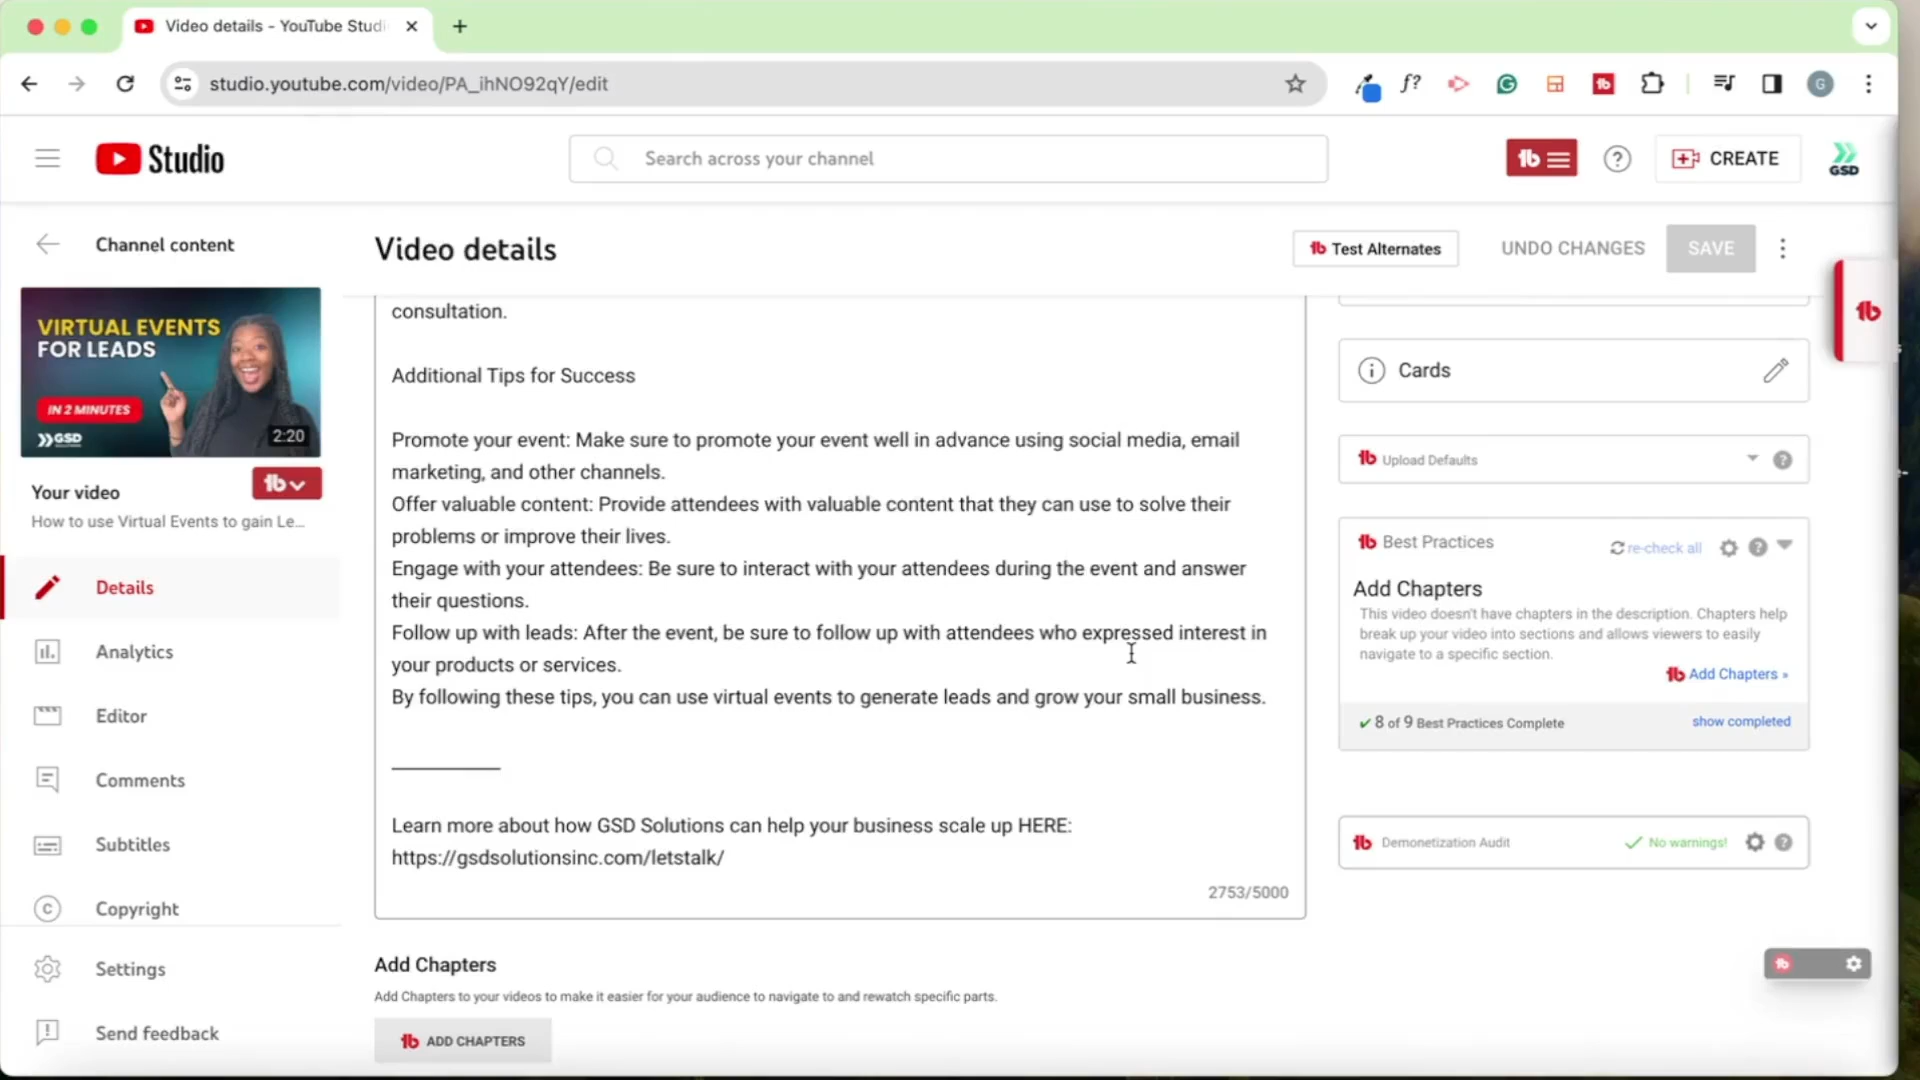 Video details - YouTube Studi
studio.youtube.com/video/PA_ihNO92qY/edit
f?
G
Studio
Search across your channel
CREATE
GSD
Channel content
Video details
Test Alternates
UNDO CHANGES
SAVE
VIRTUAL EVENTS
FOR LEADS
IN 2 MINUTES
GSD
2:20
Your video
How to use Virtual Events to gain Le...
Details
Analytics
Editor
Comments
Subtitles
Copyright
Settings
Send feedback
consultation.
Additional Tips for Success
Promote your event: Make sure to promote your event well in advance using social media, email
marketing, and other channels.
Offer valuable content: Provide attendees with valuable content that they can use to solve their
problems or improve their lives.
Engage with your attendees: Be sure to interact with your attendees during the event and answer
their questions.
Follow up with leads: After the event, be sure to follow up with attendees who expressed interest in
your products or services.
By following these tips, you can use virtual events to generate leads and grow your small business.
____________
Learn more about how GSD Solutions can help your business scale up HERE:
https://gsdsolutionsinc.com/letstalk/
2753/5000
Add Chapters
Add Chapters to your videos to make it easier for your audience to navigate to and rewatch specific parts.
ADD CHAPTERS
Cards
Upload Defaults
Best Practices
re-check all
Add Chapters
This video doesn't have chapters in the description. Chapters help
break up your video into sections and allows viewers to easily
navigate to a specific section.
Add Chapters »
✔ 8 of 9 Best Practices Complete
show completed
Demonetization Audit
No warnings!